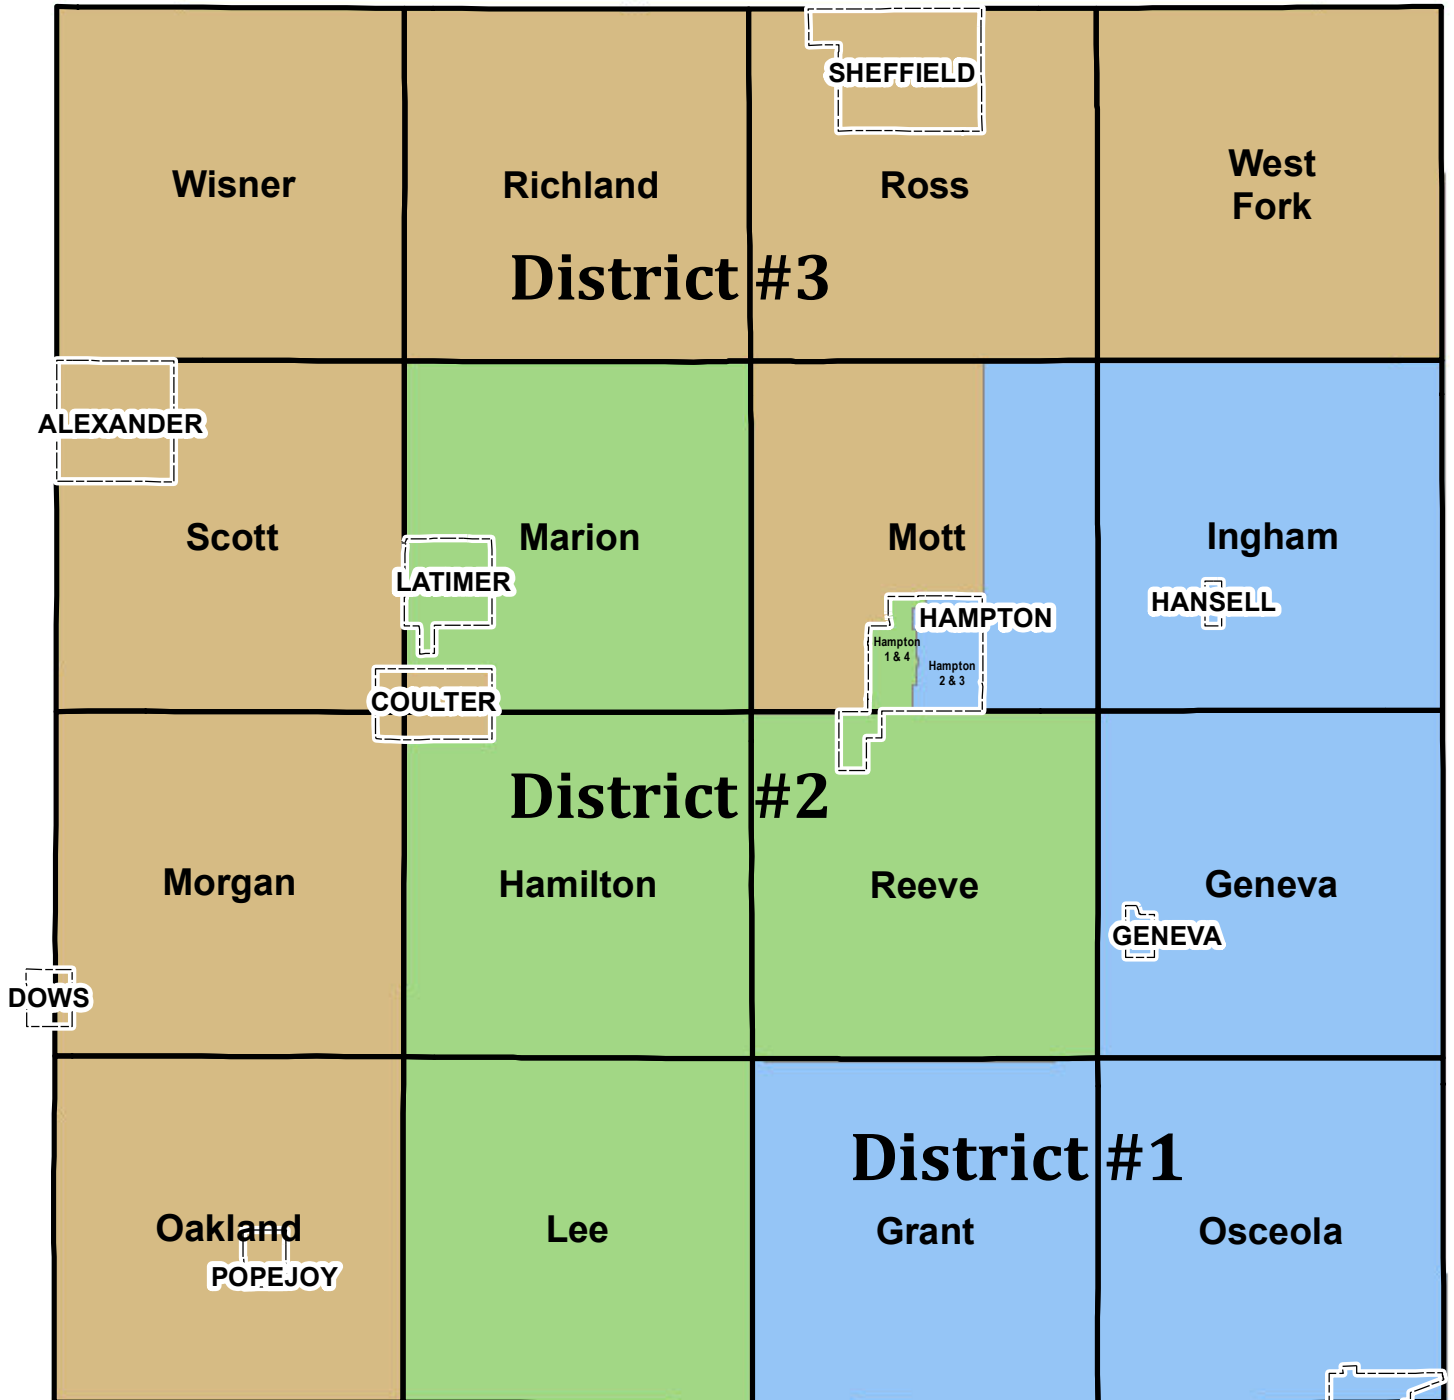 SHEFFIELD
Wisner
Richland
Ross
West
Fork
District #3
ALEXANDER
Scott
Marion
Mott
Ingham
LATIMER
HANSELL
HAMPTON
Hampton
1 & 4
Hampton
2 & 3
COULTER
District #2
Morgan
Hamilton
Reeve
Geneva
GENEVA
DOWS
District #1
Oakland
Lee
Grant
Osceola
POPEJOY